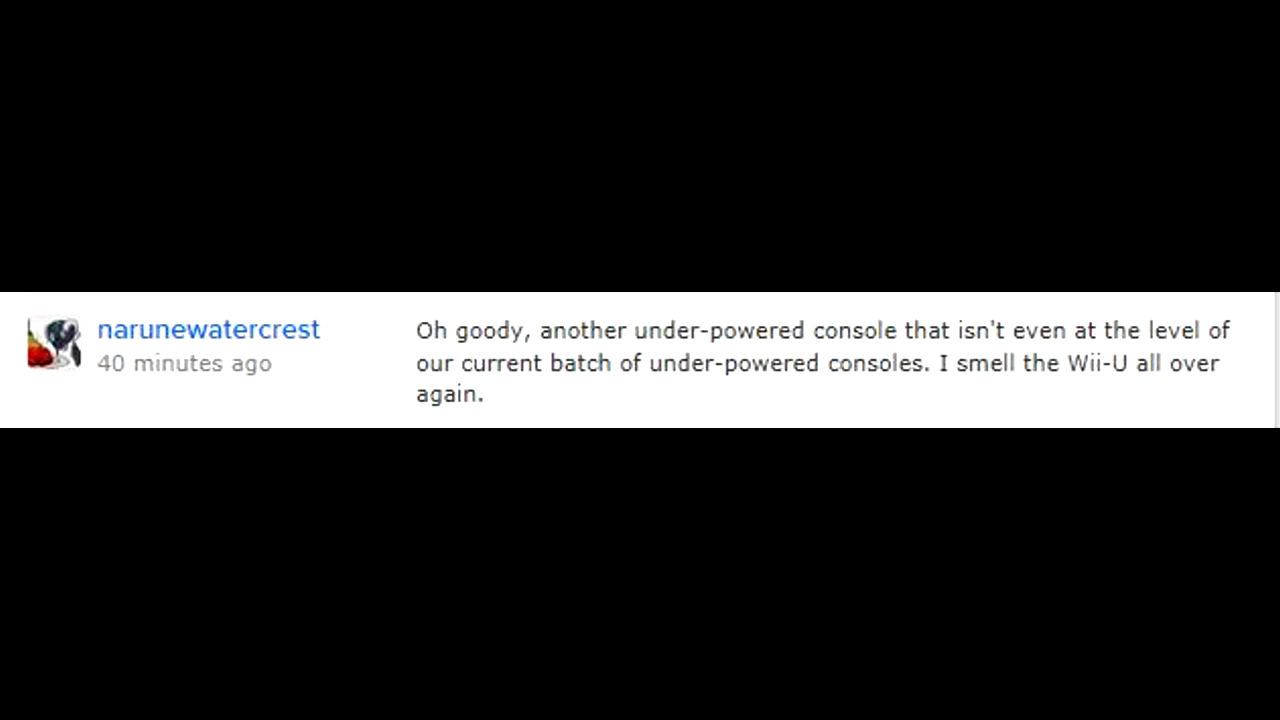 narunewatercrest
40 minutes ago
Oh goody, another under-powered console that isn't even at the level of
our current batch of under-powered consoles. I smell the Wii-U all over
again.